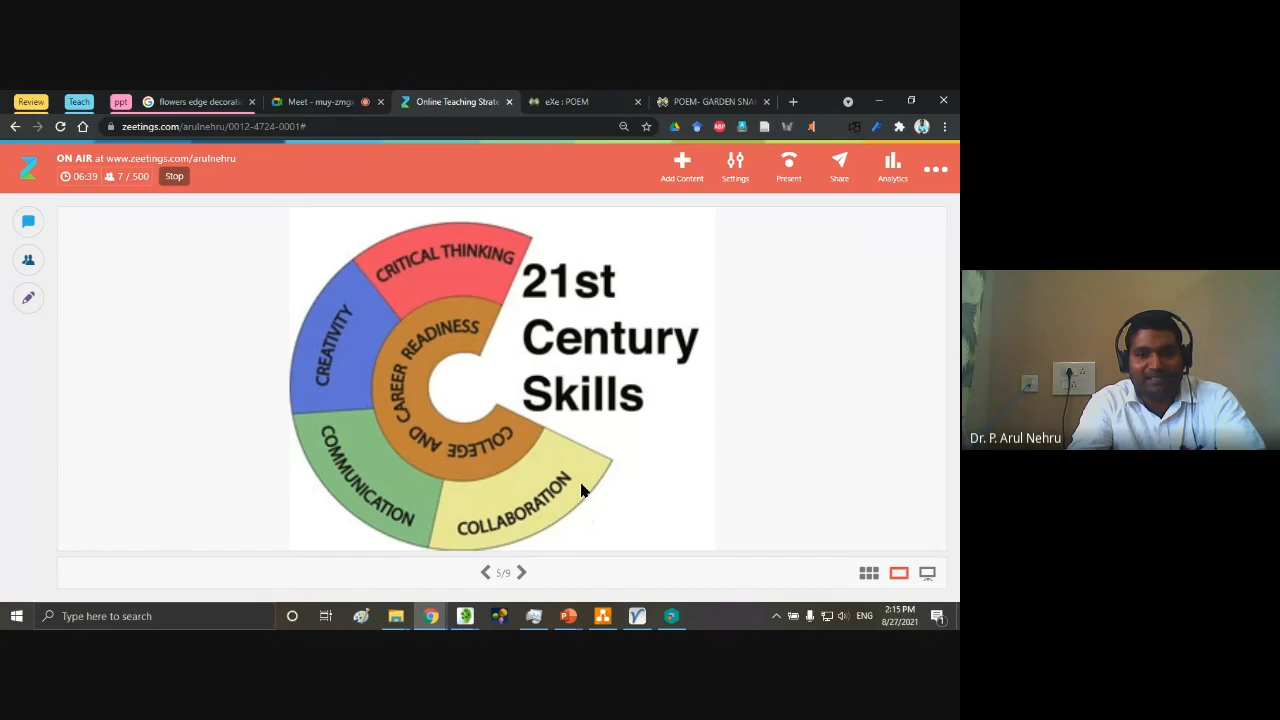 Review
Teach
ppt
flowers edge decorati
Meet - muy-zmg
Online Teaching Strate
eXe : POEM
POEM- GARDEN SNA
zeetings.com/arulnehru/0012-4724-0001#
ABP
ON AIR at www.zeetings.com/arulnehru
06:39
7 / 500
Stop
Add Content
Settings
Present
Share
Analytics
CRITICAL THINKING
CREATIVITY
COMMUNICATION
COLLABORATION
COLLEGE AND CAREER READINESS
21st
Century
Skills
Dr. P. Arul Nehru
5/9
Type here to search
ENG
2:15 PM
8/27/2021
1